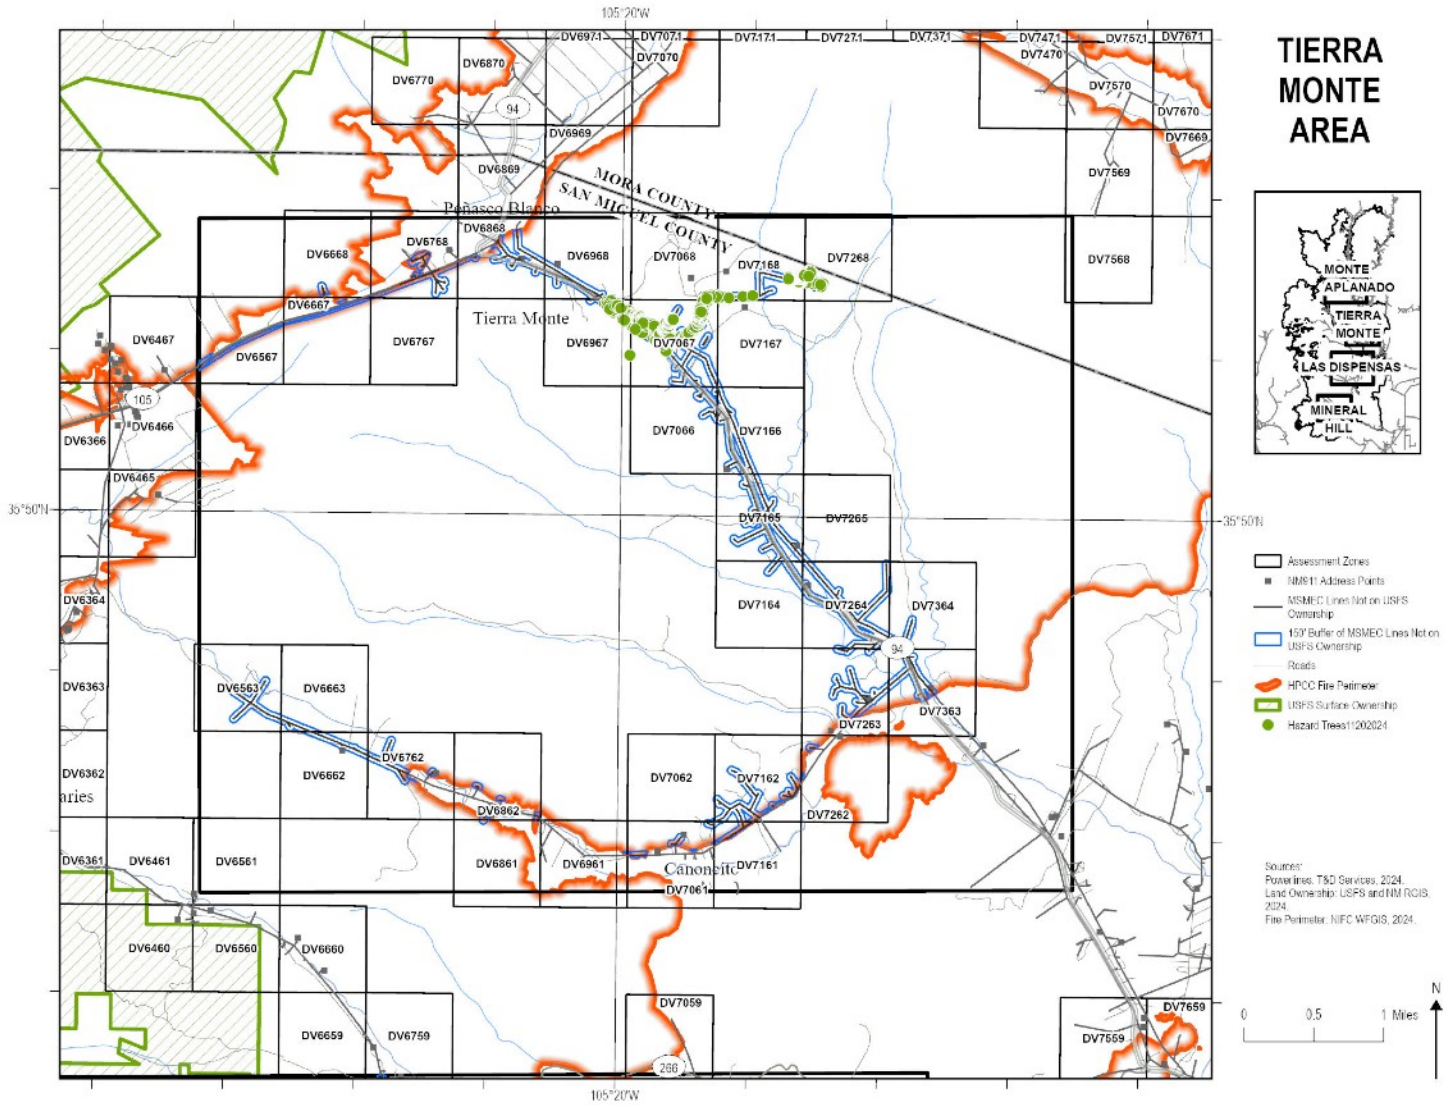 105°20'W
TIERRA
MONTE
AREA
DV6971
DV7071
DV7171
DV7271
DV7371
DV7471
DV7571
DV7671
DV6770
DV6870
DV7070
DV7470
DV7570
DV7670
94
DV6969
DV7669
DV6869
DV7569
MORA COUNTY
SAN MIGUEL COUNTY
Peñasco Blanco
DV6868
DV6668
DV6768
DV6968
DV7068
DV7168
DV7268
DV7568
DV6667
Tierra Monte
DV6467
DV6567
DV6767
DV6967
DV7067
DV7167
105
DV6366
DV6466
DV7066
DV7166
DV6465
35°50'N
DV7165
DV7265
35°50'N
DV6364
DV7164
DV7264
DV7364
94
DV6363
DV6563
DV6663
DV7263
DV7363
DV6362
DV6662
DV6762
DV7062
DV7162
aries
DV6862
DV7262
DV6361
DV6461
DV6561
DV6861
DV6961
Canoncito
DV7161
DV7061
DV6460
DV6560
DV6660
DV7059
DV7659
DV6659
DV6759
DV7559
266
105°20'W
MONTE
APLANADO
TIERRA
MONTE
LAS DISPENSAS
MINERAL
HILL
Assessment Zones
NM911 Address Points
MSMEC Lines Not on USFS
Ownership
150' Buffer of MSMEC Lines Not on
USFS Ownership
Roads
HPCC Fire Perimeter
USFS Surface Ownership
Hazard Trees11202024
Sources:
Powerlines: T&D Services, 2024.
Land Ownership: USFS and NM RGIS,
2024.
Fire Perimeter: NIFC WFGIS, 2024.
N
0 0.5 1 Miles